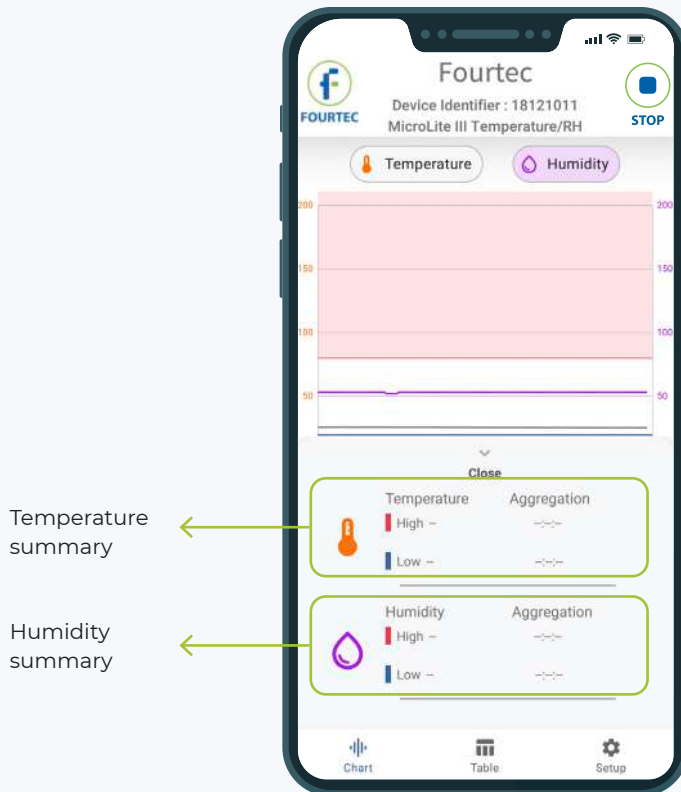 Fourtec
FOURTEC
Device Identifier : 18121011
MicroLite III Temperature/RH
STOP
Temperature
Humidity
200
200
150
150
100
100
50
50
Close
Temperature
summary
Temperature Aggregation
High -- --:--:--
Low -- --:--:--
Humidity
summary
Humidity Aggregation
High -- --:--:--
Low -- --:--:--
Chart Table Setup